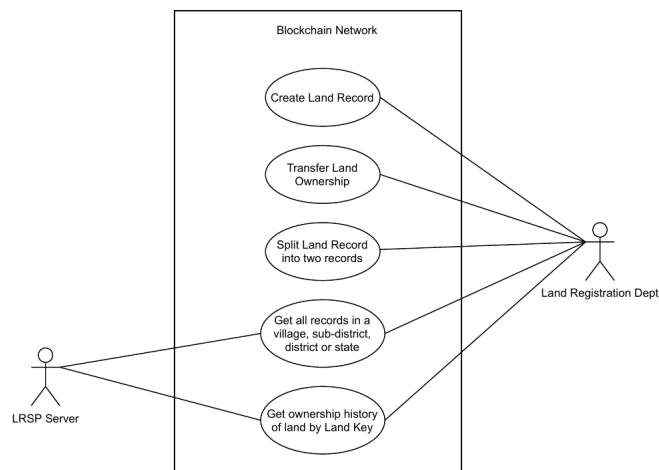 Blockchain Network
Create Land Record
Transfer Land
Ownership
Split Land Record
into two records
Land Registration Dept
Get all records in a
village, sub-district,
district or state
LRSP Server
Get ownership history
of land by Land Key